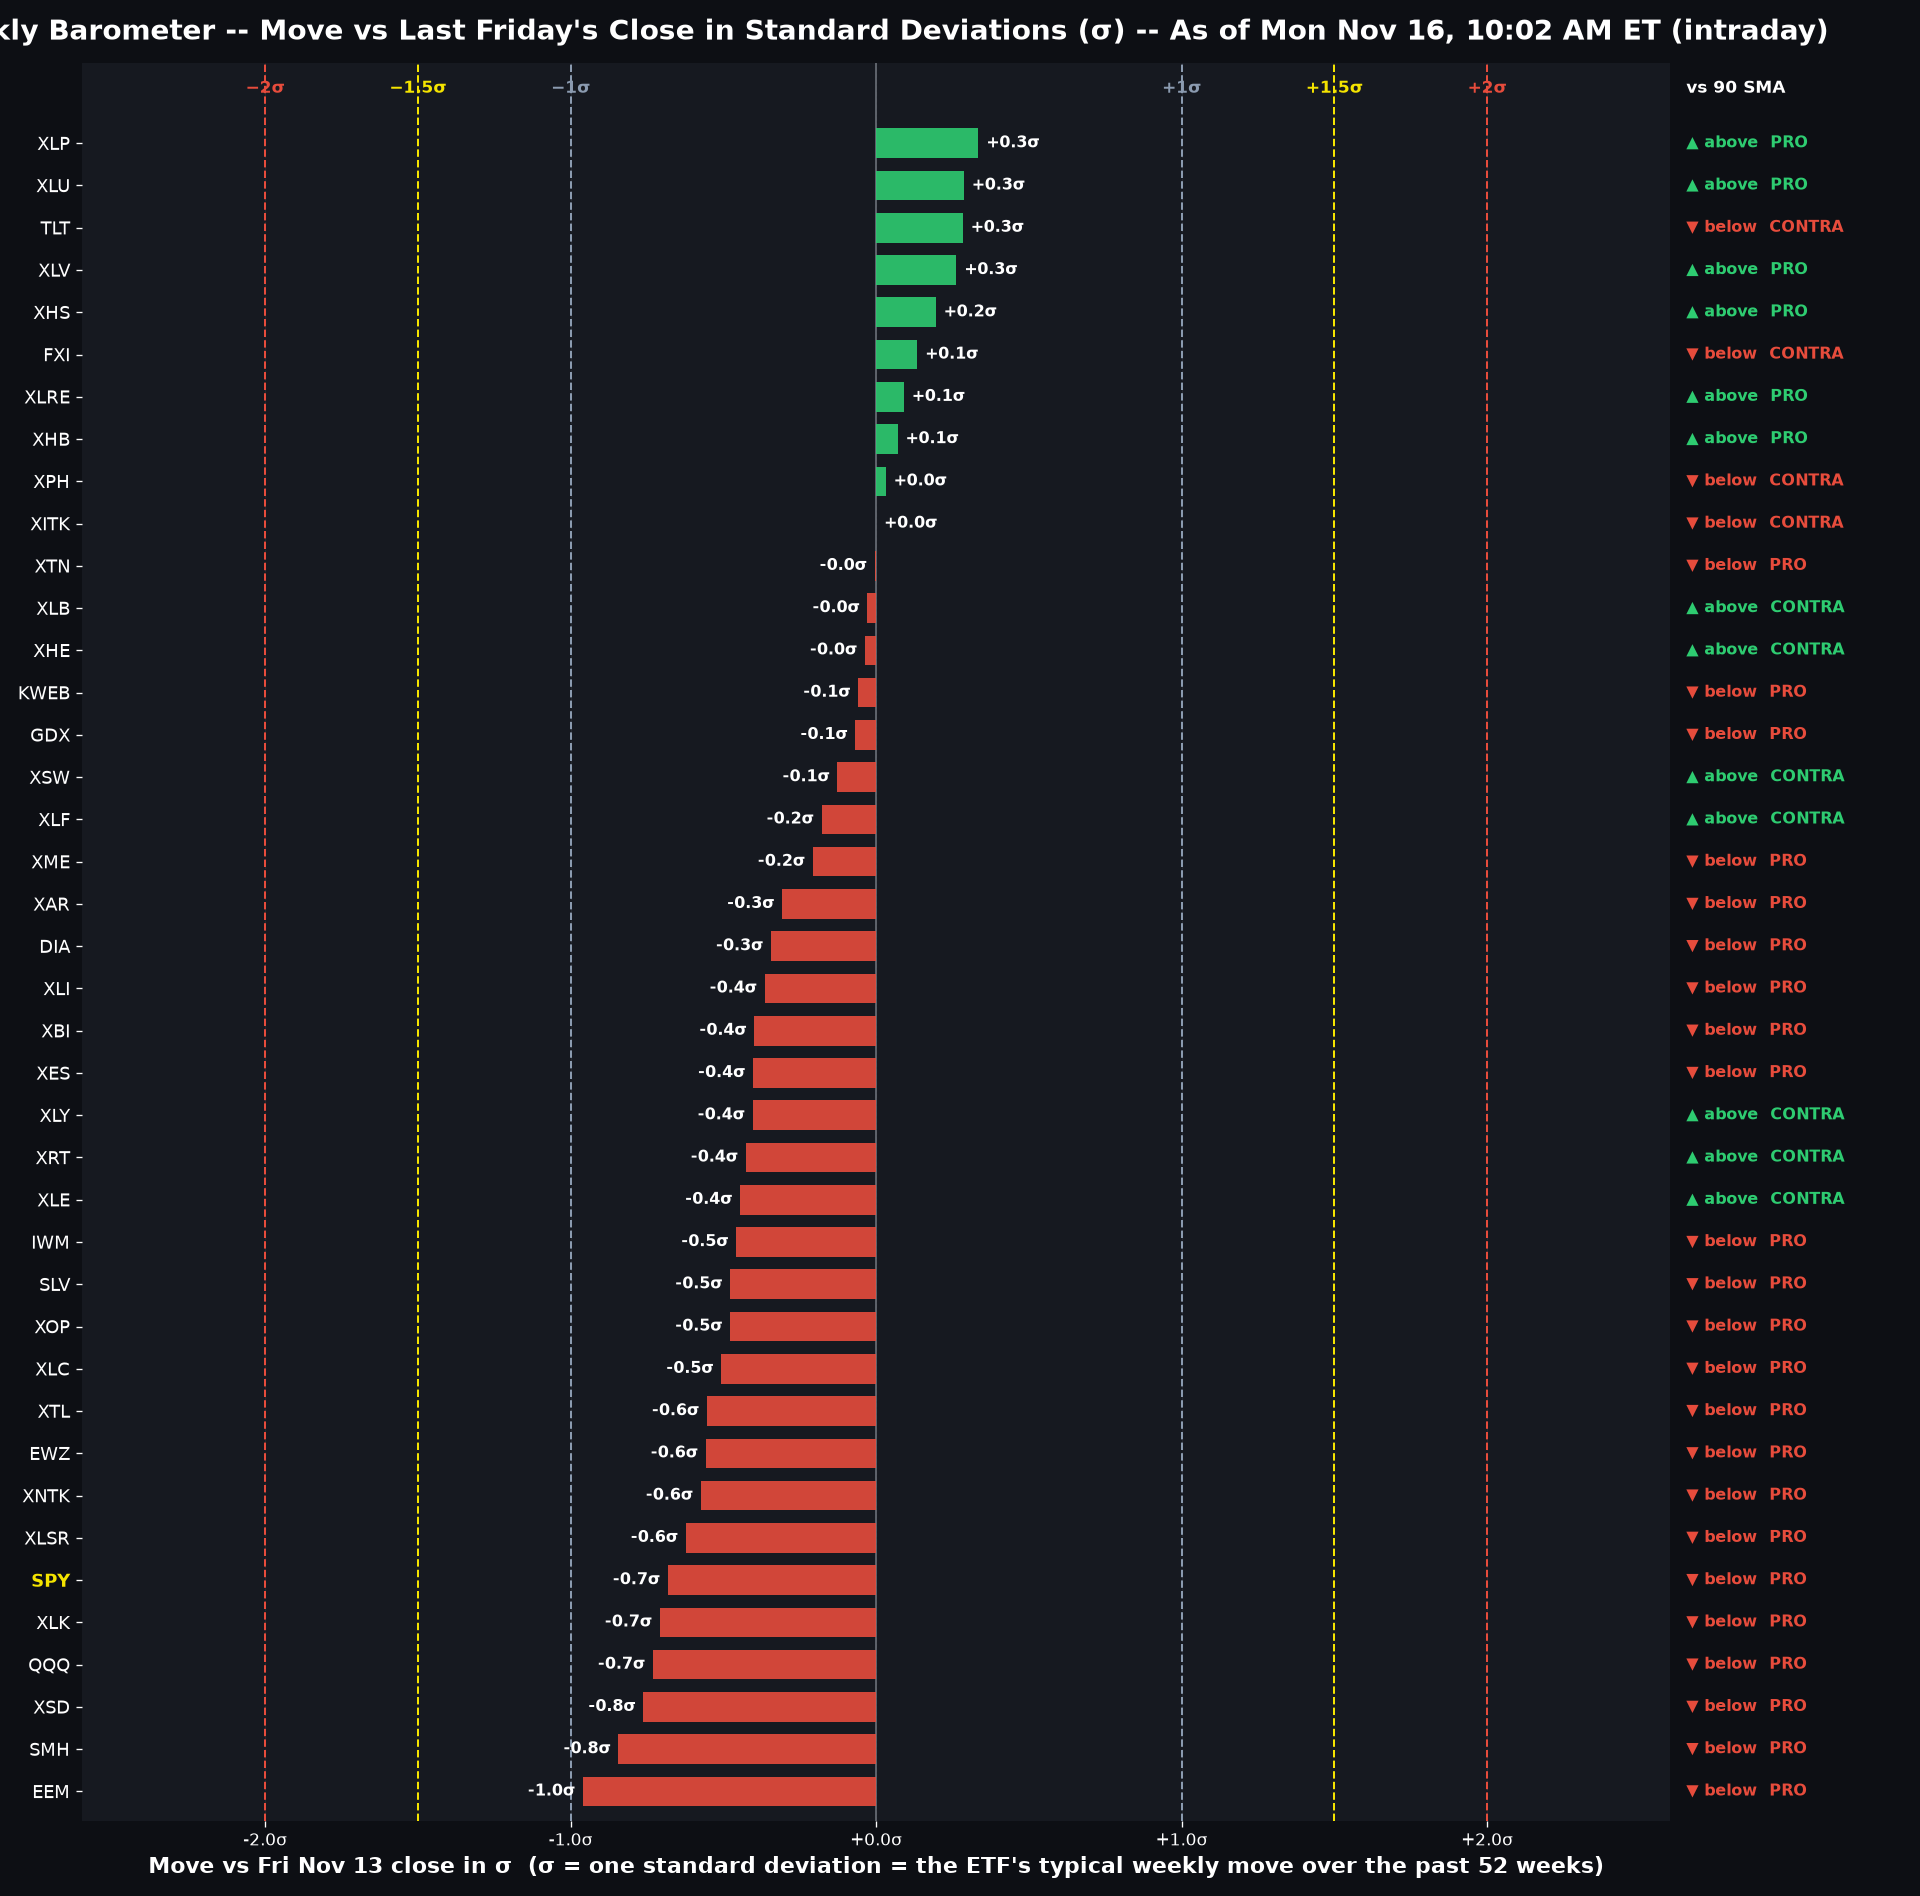 kly Barometer -- Move vs Last Friday's Close in Standard Deviations (σ) -- As of Mon Nov 16, 10:02 AM ET (intraday)
−2σ −1.5σ −1σ +1σ +1.5σ +2σ vs 90 SMA
XLP +0.3σ ▲ above PRO
XLU +0.3σ ▲ above PRO
TLT +0.3σ ▼ below CONTRA
XLV +0.3σ ▲ above PRO
XHS +0.2σ ▲ above PRO
FXI +0.1σ ▼ below CONTRA
XLRE +0.1σ ▲ above PRO
XHB +0.1σ ▲ above PRO
XPH +0.0σ ▼ below CONTRA
XITK +0.0σ ▼ below CONTRA
XTN -0.0σ ▼ below PRO
XLB -0.0σ ▲ above CONTRA
XHE -0.0σ ▲ above CONTRA
KWEB -0.1σ ▼ below PRO
GDX -0.1σ ▼ below PRO
XSW -0.1σ ▲ above CONTRA
XLF -0.2σ ▲ above CONTRA
XME -0.2σ ▼ below PRO
XAR -0.3σ ▼ below PRO
DIA -0.3σ ▼ below PRO
XLI -0.4σ ▼ below PRO
XBI -0.4σ ▼ below PRO
XES -0.4σ ▼ below PRO
XLY -0.4σ ▲ above CONTRA
XRT -0.4σ ▲ above CONTRA
XLE -0.4σ ▲ above CONTRA
IWM -0.5σ ▼ below PRO
SLV -0.5σ ▼ below PRO
XOP -0.5σ ▼ below PRO
XLC -0.5σ ▼ below PRO
XTL -0.6σ ▼ below PRO
EWZ -0.6σ ▼ below PRO
XNTK -0.6σ ▼ below PRO
XLSR -0.6σ ▼ below PRO
SPY -0.7σ ▼ below PRO
XLK -0.7σ ▼ below PRO
QQQ -0.7σ ▼ below PRO
XSD -0.8σ ▼ below PRO
SMH -0.8σ ▼ below PRO
EEM -1.0σ ▼ below PRO
-2.0σ -1.0σ +0.0σ +1.0σ +2.0σ
Move vs Fri Nov 13 close in σ (σ = one standard deviation = the ETF's typical weekly move over the past 52 weeks)